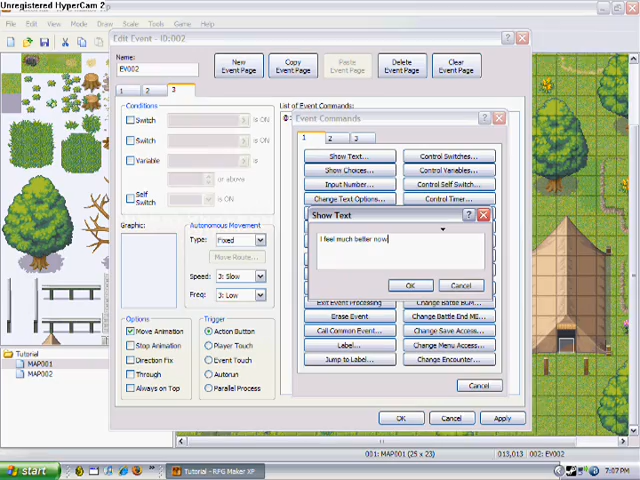 Unregistered HyperCam 2
File Edit View Mode Draw Scale Tools Game Help
Edit Event - ID:002
Name:
EV002
New Event Page
Copy Event Page
Paste Event Page
Delete Event Page
Clear Event Page
1 2 3
Conditions
Switch is ON
Switch is ON
Variable is
or above
Self Switch is ON
Graphic:
Autonomous Movement
Type: Fixed
Move Route...
Speed: 3: Slow
Freq: 3: Low
Options
Move Animation
Stop Animation
Direction Fix
Through
Always on Top
Trigger
Action Button
Player Touch
Event Touch
Autorun
Parallel Process
List of Event Commands:
Event Commands
1 2 3
Show Text... Control Switches...
Show Choices... Control Variables...
Input Number... Control Self Switch...
Change Text Options... Control Timer...
Show Text
I feel much better now
OK Cancel
Exit Event Processing Change Battle BGM...
Erase Event Change Battle End ME...
Call Common Event... Change Save Access...
Label... Change Menu Access...
Jump to Label... Change Encounter...
Cancel
OK Cancel Apply
Tutorial
MAP001
MAP002
001: MAP001 (25 x 23) 013,013 002: EV002
start
Tutorial - RPG Maker XP
7:07 PM